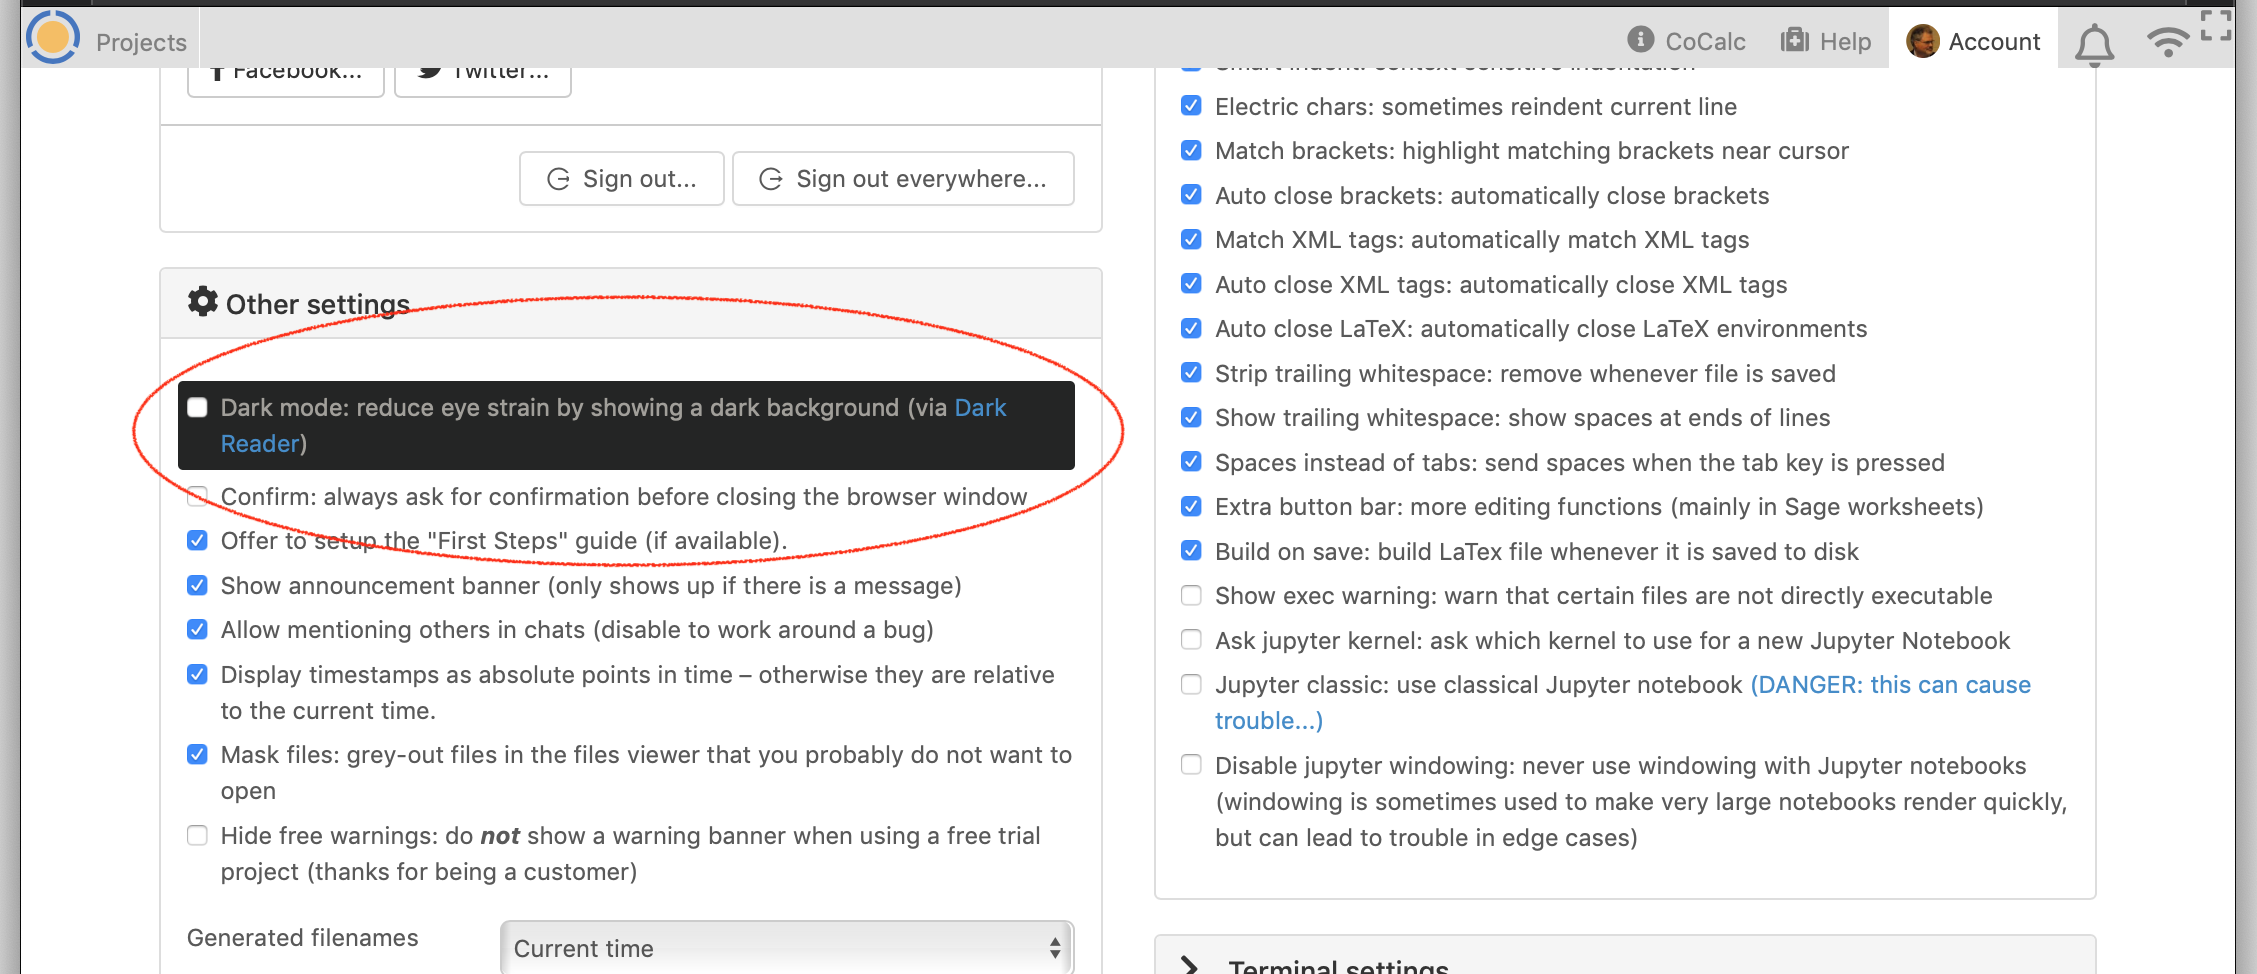 Projects
CoCalc
Help
Account
Facebook...
Twitter...
Sign out...
Sign out everywhere...
Other settings
Dark mode: reduce eye strain by showing a dark background (via Dark
Reader)
Confirm: always ask for confirmation before closing the browser window
Offer to setup the "First Steps" guide (if available).
Show announcement banner (only shows up if there is a message)
Allow mentioning others in chats (disable to work around a bug)
Display timestamps as absolute points in time – otherwise they are relative
to the current time.
Mask files: grey-out files in the files viewer that you probably do not want to
open
Hide free warnings: do not show a warning banner when using a free trial
project (thanks for being a customer)
Generated filenames
Current time
Smart indent: context sensitive indentation
Electric chars: sometimes reindent current line
Match brackets: highlight matching brackets near cursor
Auto close brackets: automatically close brackets
Match XML tags: automatically match XML tags
Auto close XML tags: automatically close XML tags
Auto close LaTeX: automatically close LaTeX environments
Strip trailing whitespace: remove whenever file is saved
Show trailing whitespace: show spaces at ends of lines
Spaces instead of tabs: send spaces when the tab key is pressed
Extra button bar: more editing functions (mainly in Sage worksheets)
Build on save: build LaTex file whenever it is saved to disk
Show exec warning: warn that certain files are not directly executable
Ask jupyter kernel: ask which kernel to use for a new Jupyter Notebook
Jupyter classic: use classical Jupyter notebook (DANGER: this can cause
trouble...)
Disable jupyter windowing: never use windowing with Jupyter notebooks
(windowing is sometimes used to make very large notebooks render quickly,
but can lead to trouble in edge cases)
Terminal settings